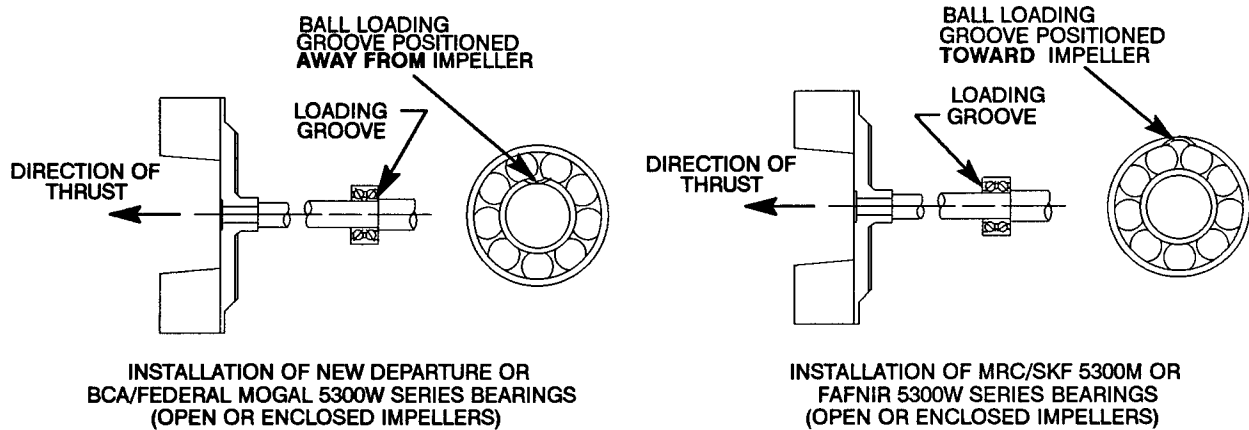 BALL LOADING
GROOVE POSITIONED
AWAY FROM IMPELLER
LOADING
GROOVE
DIRECTION OF
THRUST
INSTALLATION OF NEW DEPARTURE OR
BCA/FEDERAL MOGAL 5300W SERIES BEARINGS
(OPEN OR ENCLOSED IMPELLERS)
BALL LOADING
GROOVE POSITIONED
TOWARD IMPELLER
LOADING
GROOVE
DIRECTION OF
THRUST
INSTALLATION OF MRC/SKF 5300M OR
FAFNIR 5300W SERIES BEARINGS
(OPEN OR ENCLOSED IMPELLERS)